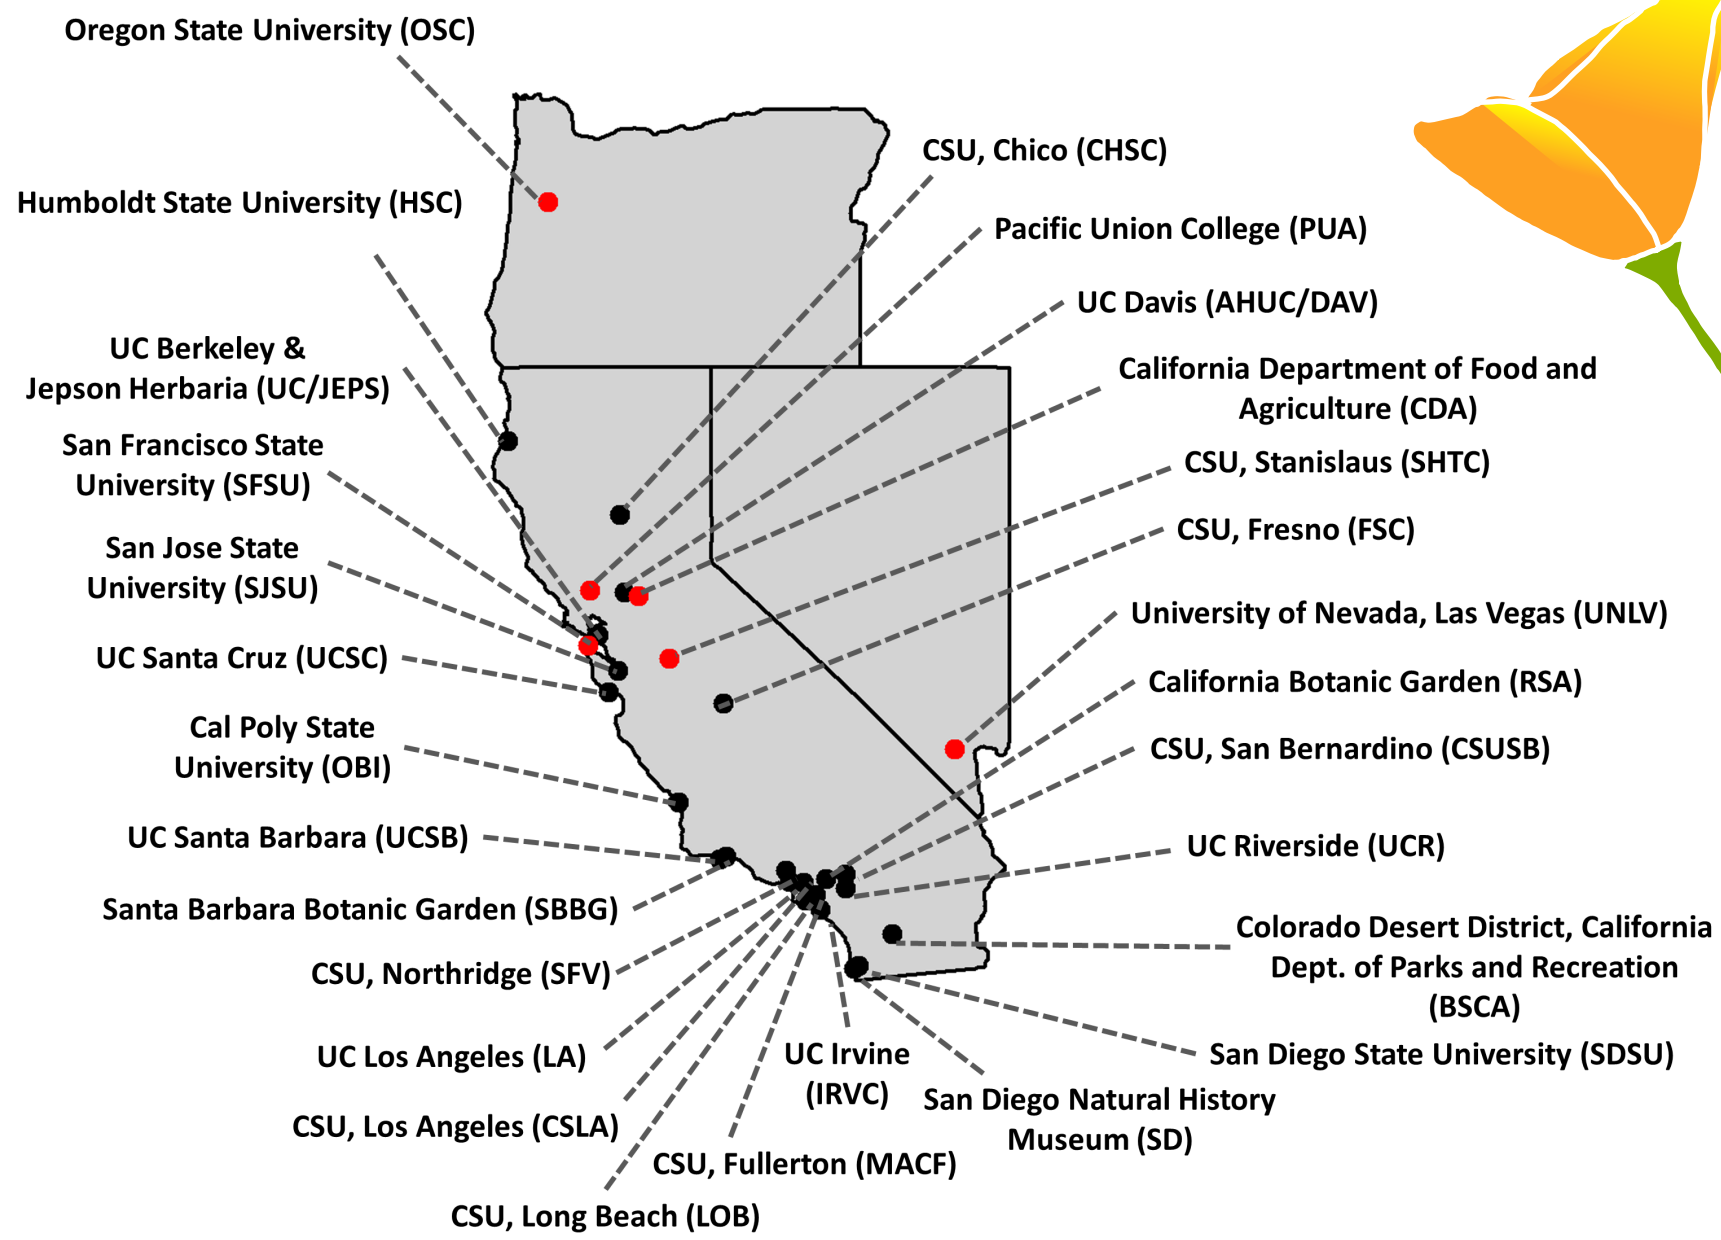 Oregon State University (OSC)
Humboldt State University (HSC)
UC Berkeley &
Jepson Herbaria (UC/JEPS)
San Francisco State
University (SFSU)
San Jose State
University (SJSU)
UC Santa Cruz (UCSC)
Cal Poly State
University (OBI)
UC Santa Barbara (UCSB)
Santa Barbara Botanic Garden (SBBG)
CSU, Northridge (SFV)
UC Los Angeles (LA)
CSU, Los Angeles (CSLA)
CSU, Long Beach (LOB)
CSU, Fullerton (MACF)
UC Irvine
(IRVC)
San Diego Natural History
Museum (SD)
San Diego State University (SDSU)
Colorado Desert District, California
Dept. of Parks and Recreation
(BSCA)
UC Riverside (UCR)
CSU, San Bernardino (CSUSB)
California Botanic Garden (RSA)
University of Nevada, Las Vegas (UNLV)
CSU, Fresno (FSC)
CSU, Stanislaus (SHTC)
California Department of Food and
Agriculture (CDA)
UC Davis (AHUC/DAV)
Pacific Union College (PUA)
CSU, Chico (CHSC)